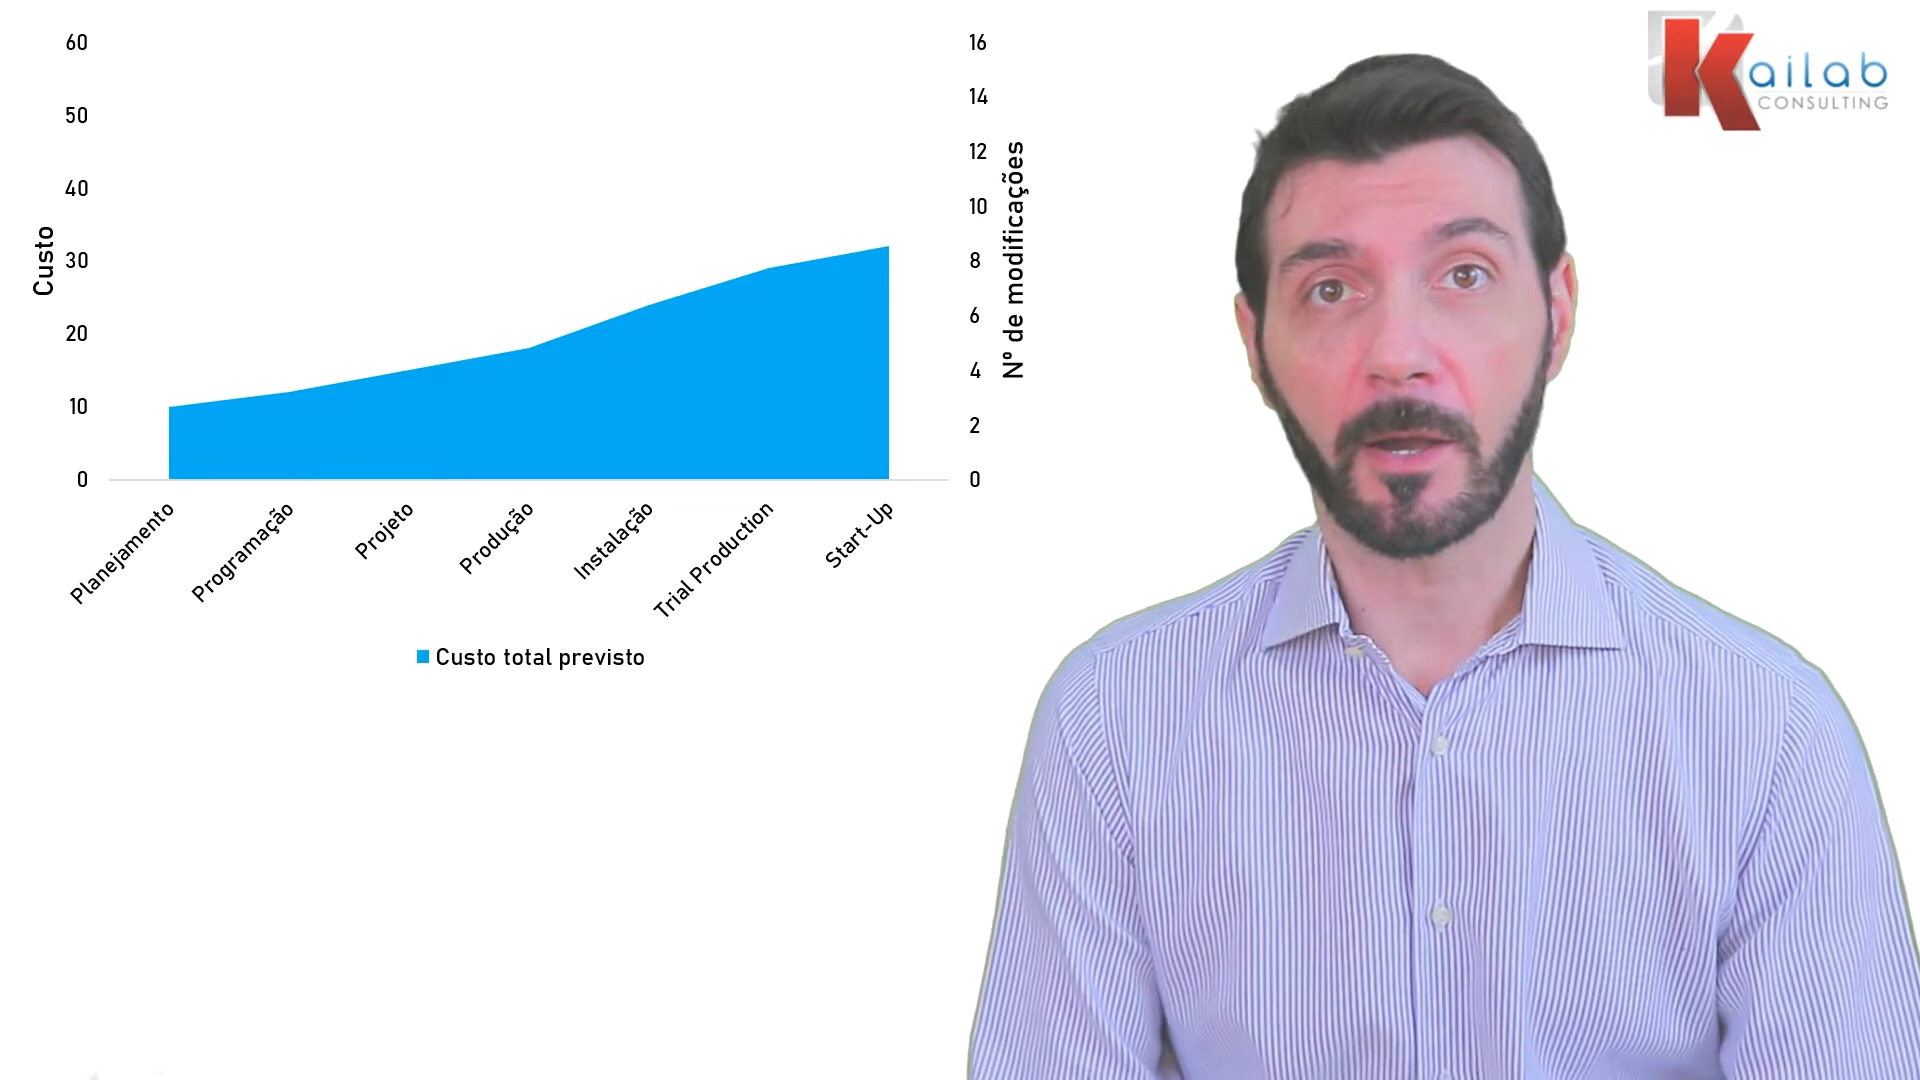 60
50
40
30
20
10
0
Custo
16
14
12
10
8
6
4
2
0
Nº de modificações
Planejamento
Programação
Projeto
Produção
Instalação
Trial Production
Start-Up
Custo total previsto
Kailab
CONSULTING